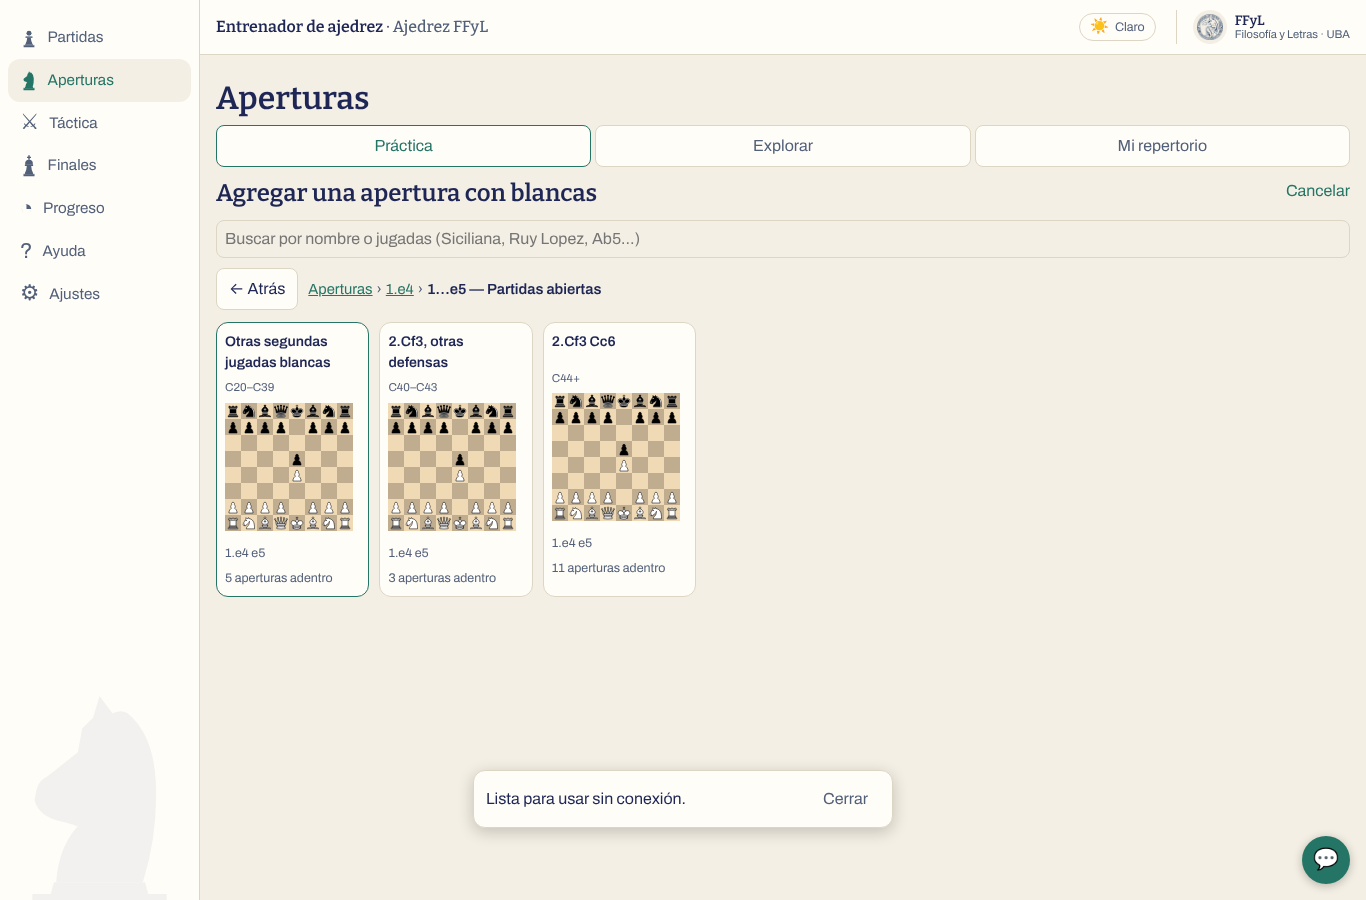 Partidas
Aperturas
Táctica
Finales
Progreso
? Ayuda
Ajustes
Entrenador de ajedrez · Ajedrez FFyL
Claro
FFyL
Filosofía y Letras · UBA
Aperturas
Práctica
Explorar
Mi repertorio
Agregar una apertura con blancas
Cancelar
Buscar por nombre o jugadas (Siciliana, Ruy Lopez, Ab5...)
← Atrás
Aperturas › 1.e4 › 1...e5 — Partidas abiertas
Otras segundas
jugadas blancas
C20–C39
1.e4 e5
5 aperturas adentro
2.Cf3, otras
defensas
C40–C43
1.e4 e5
3 aperturas adentro
2.Cf3 Cc6
C44+
1.e4 e5
11 aperturas adentro
Lista para usar sin conexión.
Cerrar